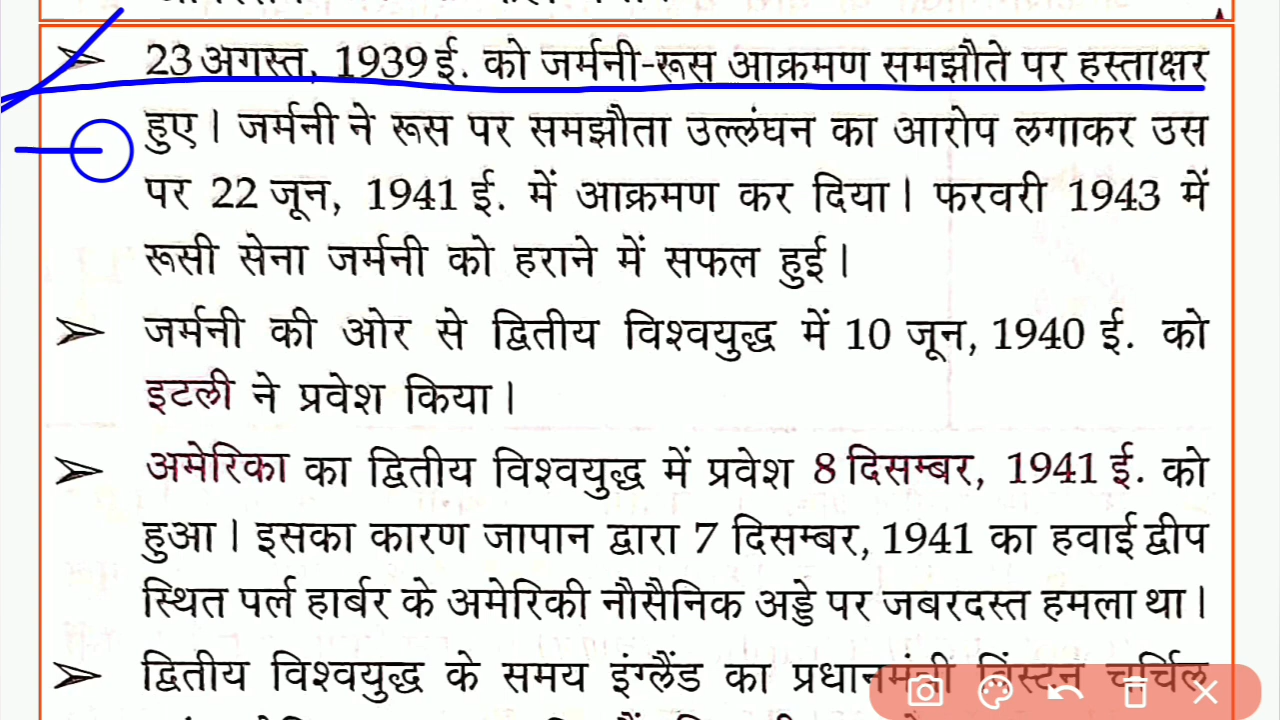 23 अगस्त, 1939 ई. को जर्मनी-रूस आक्रमण समझौते पर हस्ताक्षर
हुए। जर्मनी ने रूस पर समझौता उल्लंघन का आरोप लगाकर उस
पर 22 जून, 1941 ई. में आक्रमण कर दिया। फरवरी 1943 में
रूसी सेना जर्मनी को हराने में सफल हुई।
जर्मनी की ओर से द्वितीय विश्वयुद्ध में 10 जून, 1940 ई. को
इटली ने प्रवेश किया।
अमेरिका का द्वितीय विश्वयुद्ध में प्रवेश 8 दिसम्बर, 1941 ई. को
हुआ। इसका कारण जापान द्वारा 7 दिसम्बर, 1941 का हवाई द्वीप
स्थित पर्ल हार्बर के अमेरिकी नौसैनिक अड्डे पर जबरदस्त हमला था।
द्वितीय विश्वयुद्ध के समय इंग्लैंड का प्रधानमंत्री विंस्टन चर्चिल